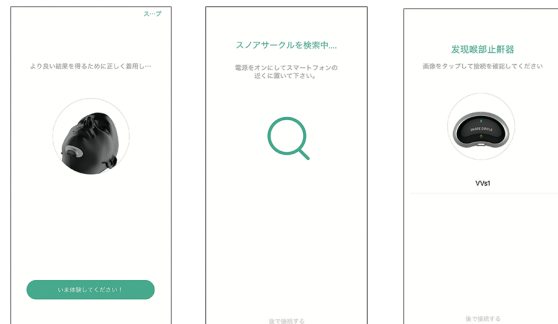 ス…プ
より良い結果を得るために正しく着用し…
いま体験してください！
スノアサークルを検索中....
電源をオンにしてスマートフォンの
近くに置いて下さい。
後で接続する
发现喉部止鼾器
画像をタップして接続を確認してください
VVs1
後で接続する